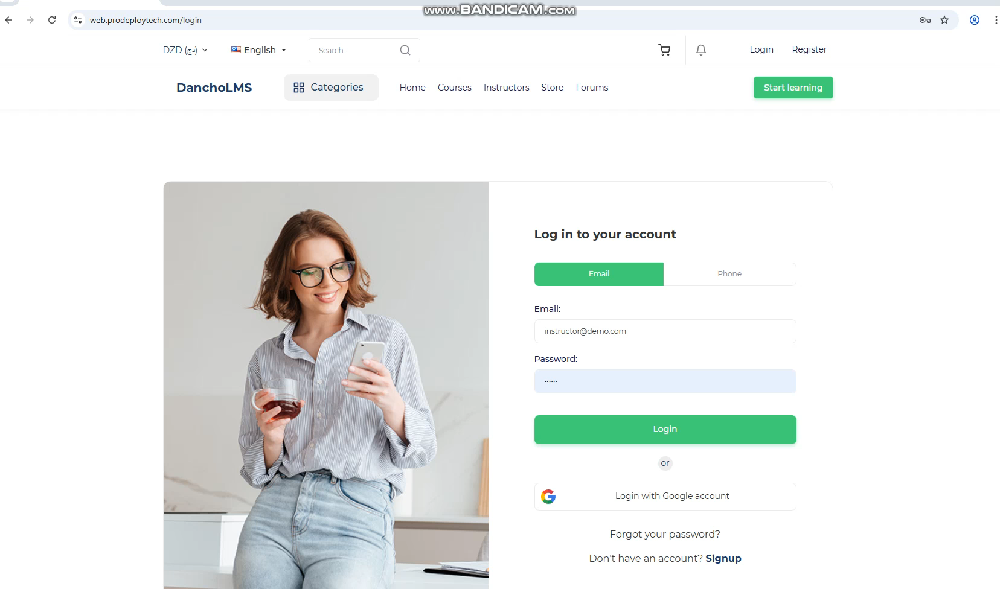 www.BANDICAM.com
web.prodeploytech.com/login
DZD (دج)
English
Search...
Login
Register
DanchoLMS
Categories
Home
Courses
Instructors
Store
Forums
Start learning
Log in to your account
Email
Phone
Email:
instructor@demo.com
Password:
••••••
Login
or
Login with Google account
Forgot your password?
Don't have an account? Signup